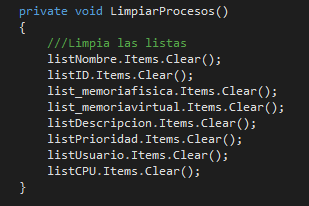 private void LimpiarProcesos()
{
///Limpia las listas
listNombre.Items.Clear();
listID.Items.Clear();
list_memoriafisica.Items.Clear();
list_memoriavirtual.Items.Clear();
listDescripcion.Items.Clear();
listPrioridad.Items.Clear();
listUsuario.Items.Clear();
listCPU.Items.Clear();
}